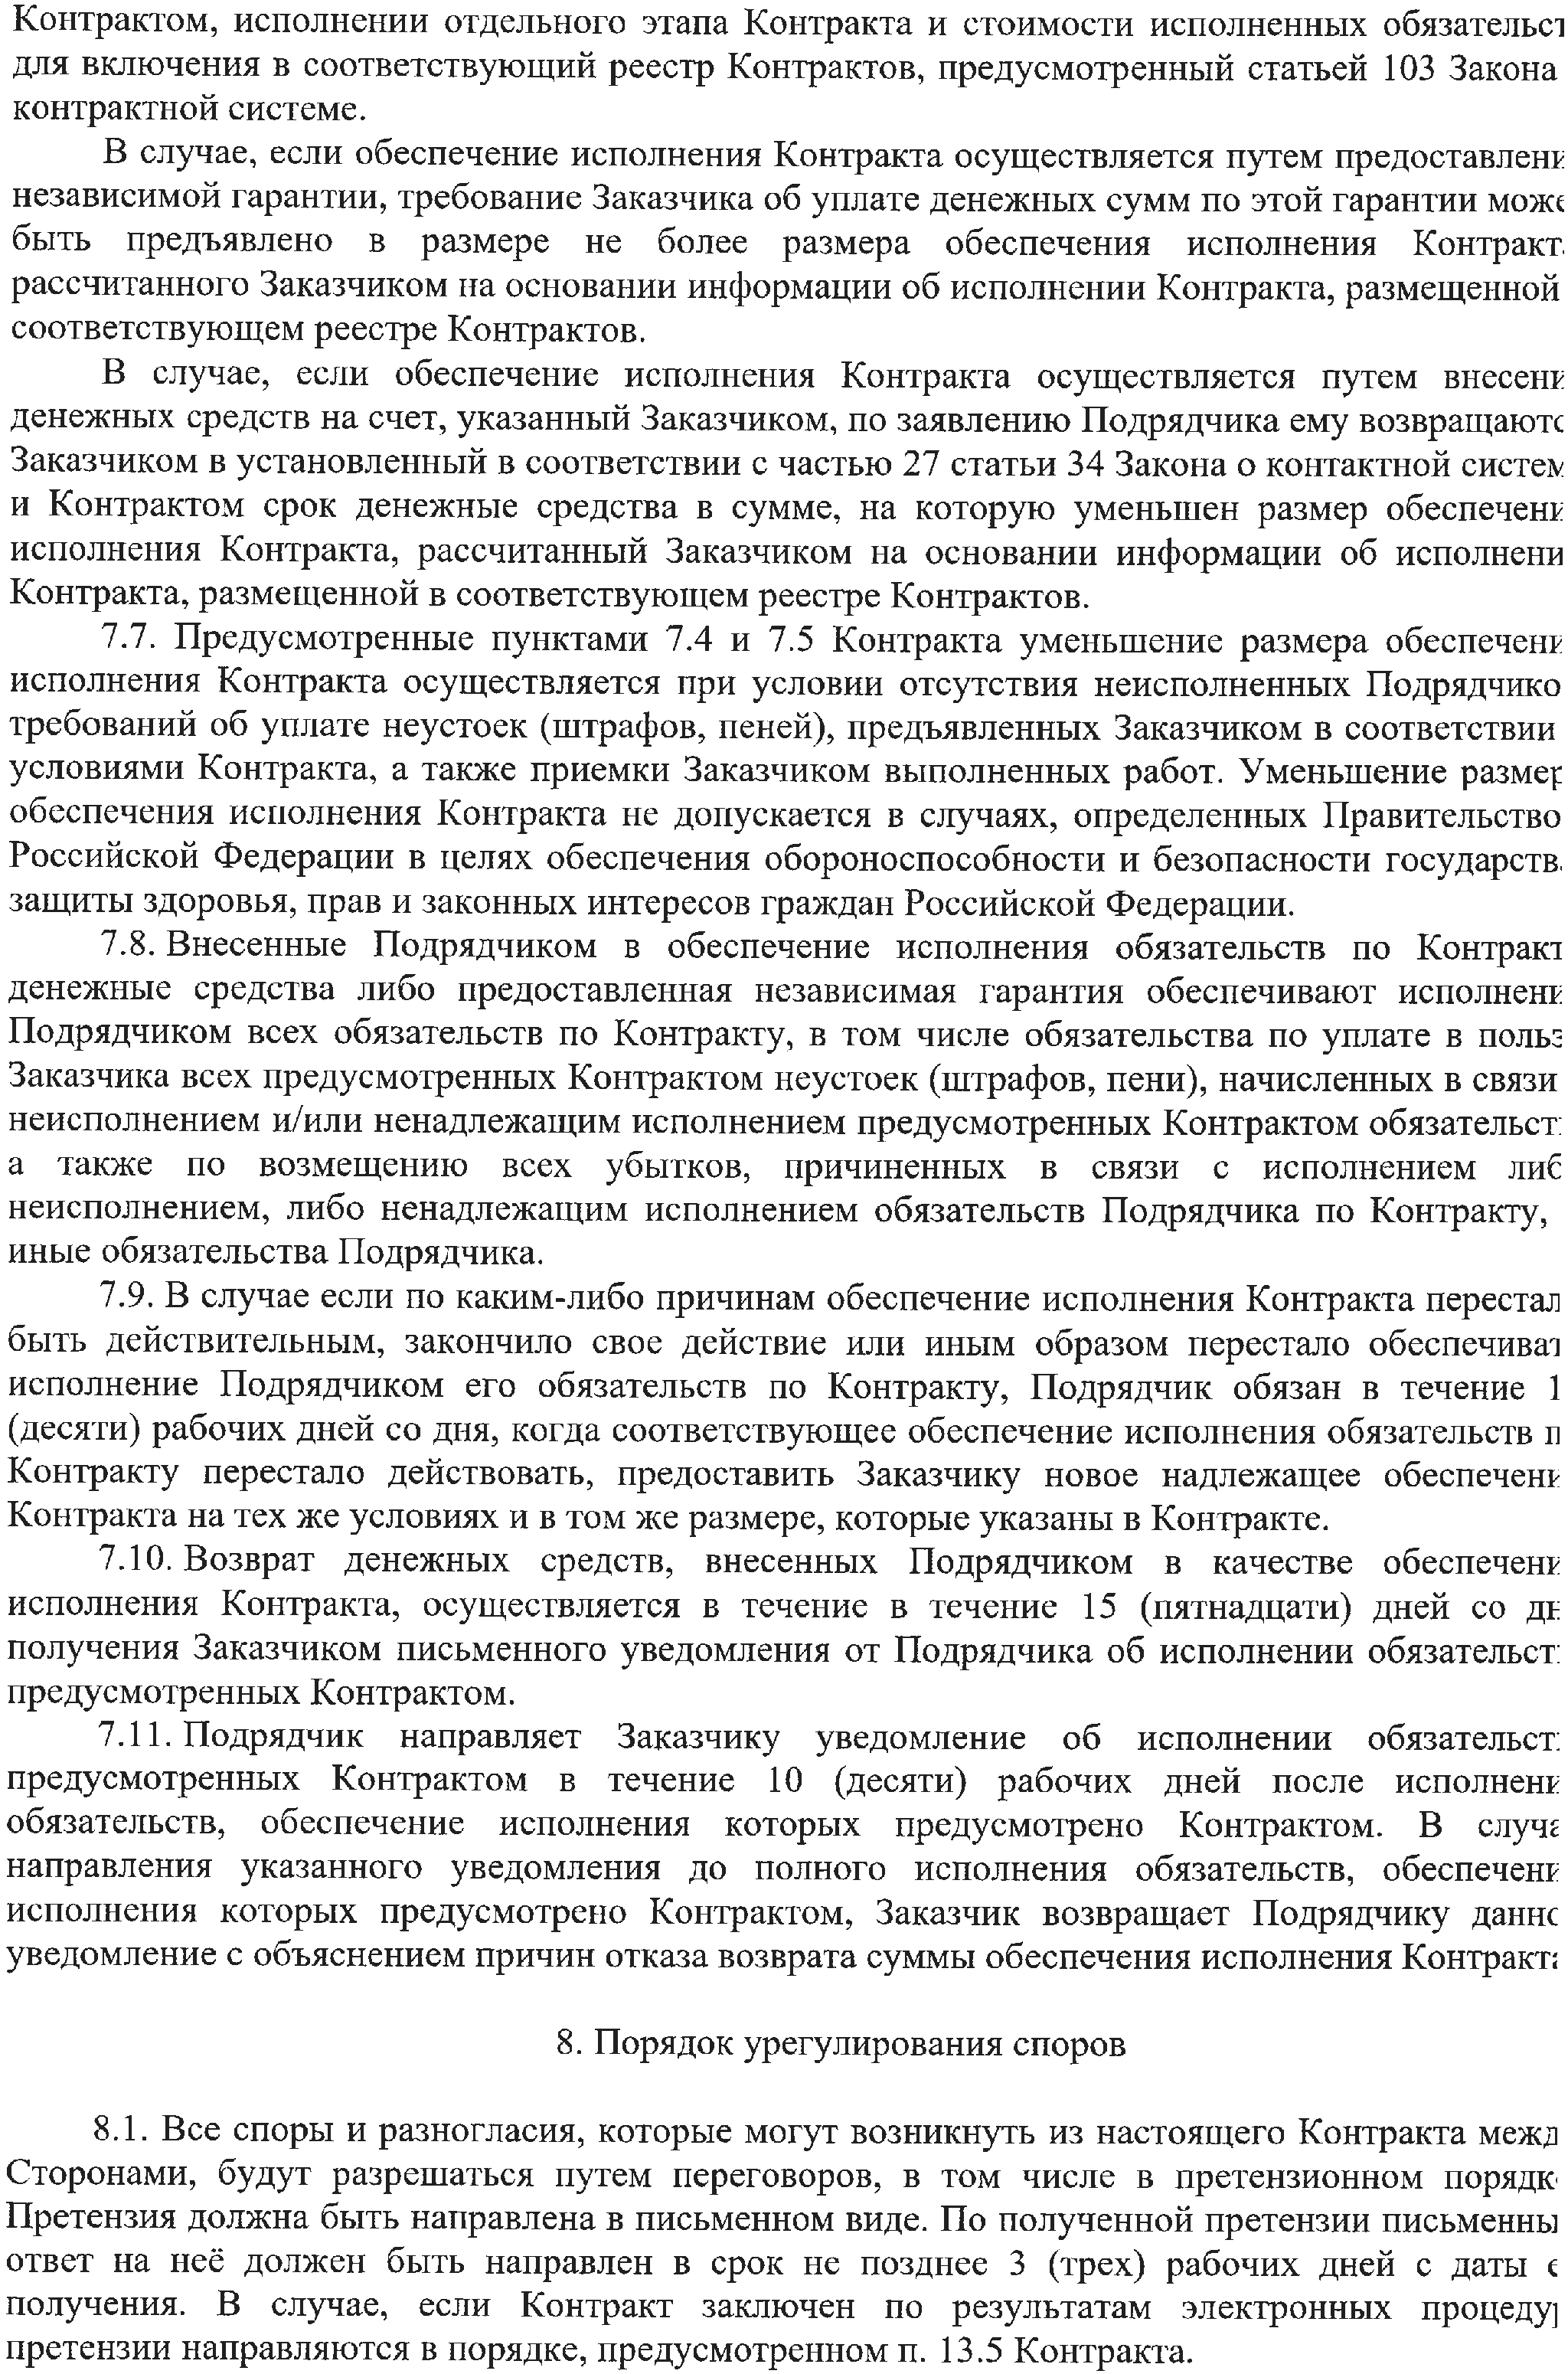 Контрактом, исполнении отдельного этапа Контракта и стоимости исполненных обязательст
для включения в соответствующий реестр Контрактов, предусмотренный статьей 103 Закона
контрактной системе.
В случае, если обеспечение исполнения Контракта осуществляется путем предоставлени
независимой гарантии, требование Заказчика об уплате денежных сумм по этой гарантии може
быть предъявлено в размере не более размера обеспечения исполнения Контракт
рассчитанного Заказчиком на основании информации об исполнении Контракта, размещенной
соответствующем реестре Контрактов.
В случае, если обеспечение исполнения Контракта осуществляется путем внесени
денежных средств на счет, указанный Заказчиком, по заявлению Подрядчика ему возвращаютс
Заказчиком в установленный в соответствии с частью 27 статьи 34 Закона о контактной систем
и Контрактом срок денежные средства в сумме, на которую уменьшен размер обеспечени
исполнения Контракта, рассчитанный Заказчиком на основании информации об исполнени
Контракта, размещенной в соответствующем реестре Контрактов.
7.7. Предусмотренные пунктами 7.4 и 7.5 Контракта уменьшение размера обеспечени
исполнения Контракта осуществляется при условии отсутствия неисполненных Подрядчико
требований об уплате неустоек (штрафов, пеней), предъявленных Заказчиком в соответствии
условиями Контракта, а также приемки Заказчиком выполненных работ. Уменьшение размер
обеспечения исполнения Контракта не допускается в случаях, определенных Правительство
Российской Федерации в целях обеспечения обороноспособности и безопасности государств
защиты здоровья, прав и законных интересов граждан Российской Федерации.
7.8. Внесенные Подрядчиком в обеспечение исполнения обязательств по Контракт
денежные средства либо предоставленная независимая гарантия обеспечивают исполнени
Подрядчиком всех обязательств по Контракту, в том числе обязательства по уплате в польз
Заказчика всех предусмотренных Контрактом неустоек (штрафов, пени), начисленных в связи
неисполнением и/или ненадлежащим исполнением предусмотренных Контрактом обязательст
а также по возмещению всех убытков, причиненных в связи с исполнением либ
неисполнением, либо ненадлежащим исполнением обязательств Подрядчика по Контракту,
иные обязательства Подрядчика.
7.9. В случае если по каким-либо причинам обеспечение исполнения Контракта перестал
быть действительным, закончило свое действие или иным образом перестало обеспечиват
исполнение Подрядчиком его обязательств по Контракту, Подрядчик обязан в течение 1
(десяти) рабочих дней со дня, когда соответствующее обеспечение исполнения обязательств п
Контракту перестало действовать, предоставить Заказчику новое надлежащее обеспечени
Контракта на тех же условиях и в том же размере, которые указаны в Контракте.
7.10. Возврат денежных средств, внесенных Подрядчиком в качестве обеспечени
исполнения Контракта, осуществляется в течение в течение 15 (пятнадцати) дней со дн
получения Заказчиком письменного уведомления от Подрядчика об исполнении обязательст
предусмотренных Контрактом.
7.11. Подрядчик направляет Заказчику уведомление об исполнении обязательст
предусмотренных Контрактом в течение 10 (десяти) рабочих дней после исполнени
обязательств, обеспечение исполнения которых предусмотрено Контрактом. В случа
направления указанного уведомления до полного исполнения обязательств, обеспечени
исполнения которых предусмотрено Контрактом, Заказчик возвращает Подрядчику данно
уведомление с объяснением причин отказа возврата суммы обеспечения исполнения Контракта
8. Порядок урегулирования споров
8.1. Все споры и разногласия, которые могут возникнуть из настоящего Контракта межд
Сторонами, будут разрешаться путем переговоров, в том числе в претензионном порядк
Претензия должна быть направлена в письменном виде. По полученной претензии письменны
ответ на неё должен быть направлен в срок не позднее 3 (трех) рабочих дней с даты е
получения. В случае, если Контракт заключен по результатам электронных процедур
претензии направляются в порядке, предусмотренном п. 13.5 Контракта.